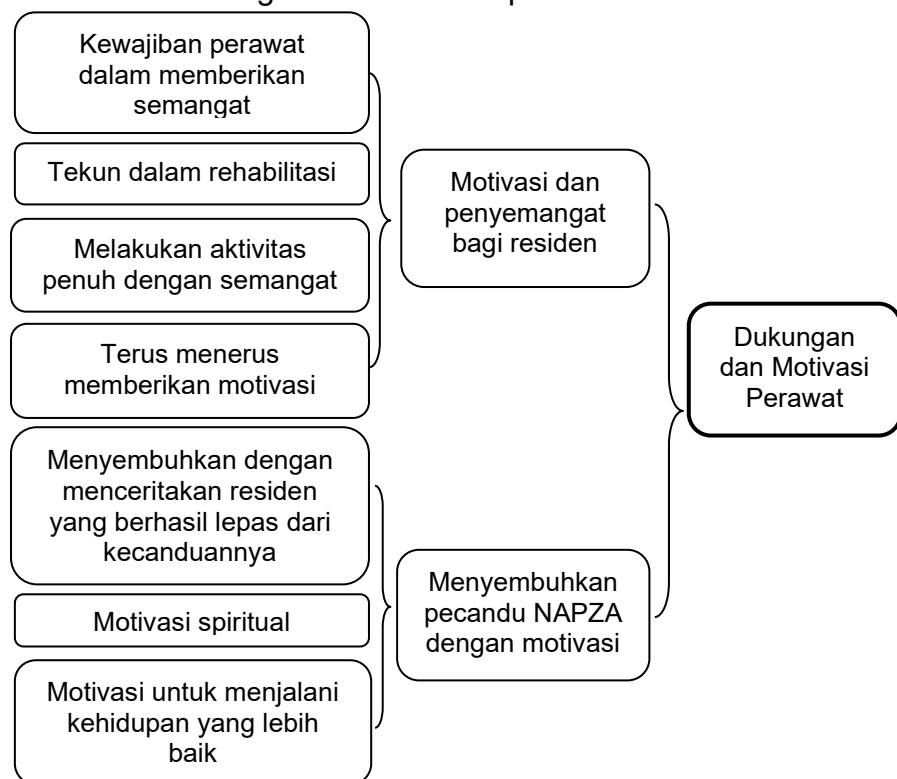 Kewajiban perawat
dalam memberikan
semangat
Tekun dalam rehabilitasi
Melakukan aktivitas
penuh dengan semangat
Terus menerus
memberikan motivasi
Menyembuhkan dengan
menceritakan residen
yang berhasil lepas dari
kecanduannya
Motivasi spiritual
Motivasi untuk menjalani
kehidupan yang lebih
baik
Motivasi dan
penyemangat
bagi residen
Menyembuhkan
pecandu NAPZA
dengan motivasi
Dukungan
dan Motivasi
Perawat